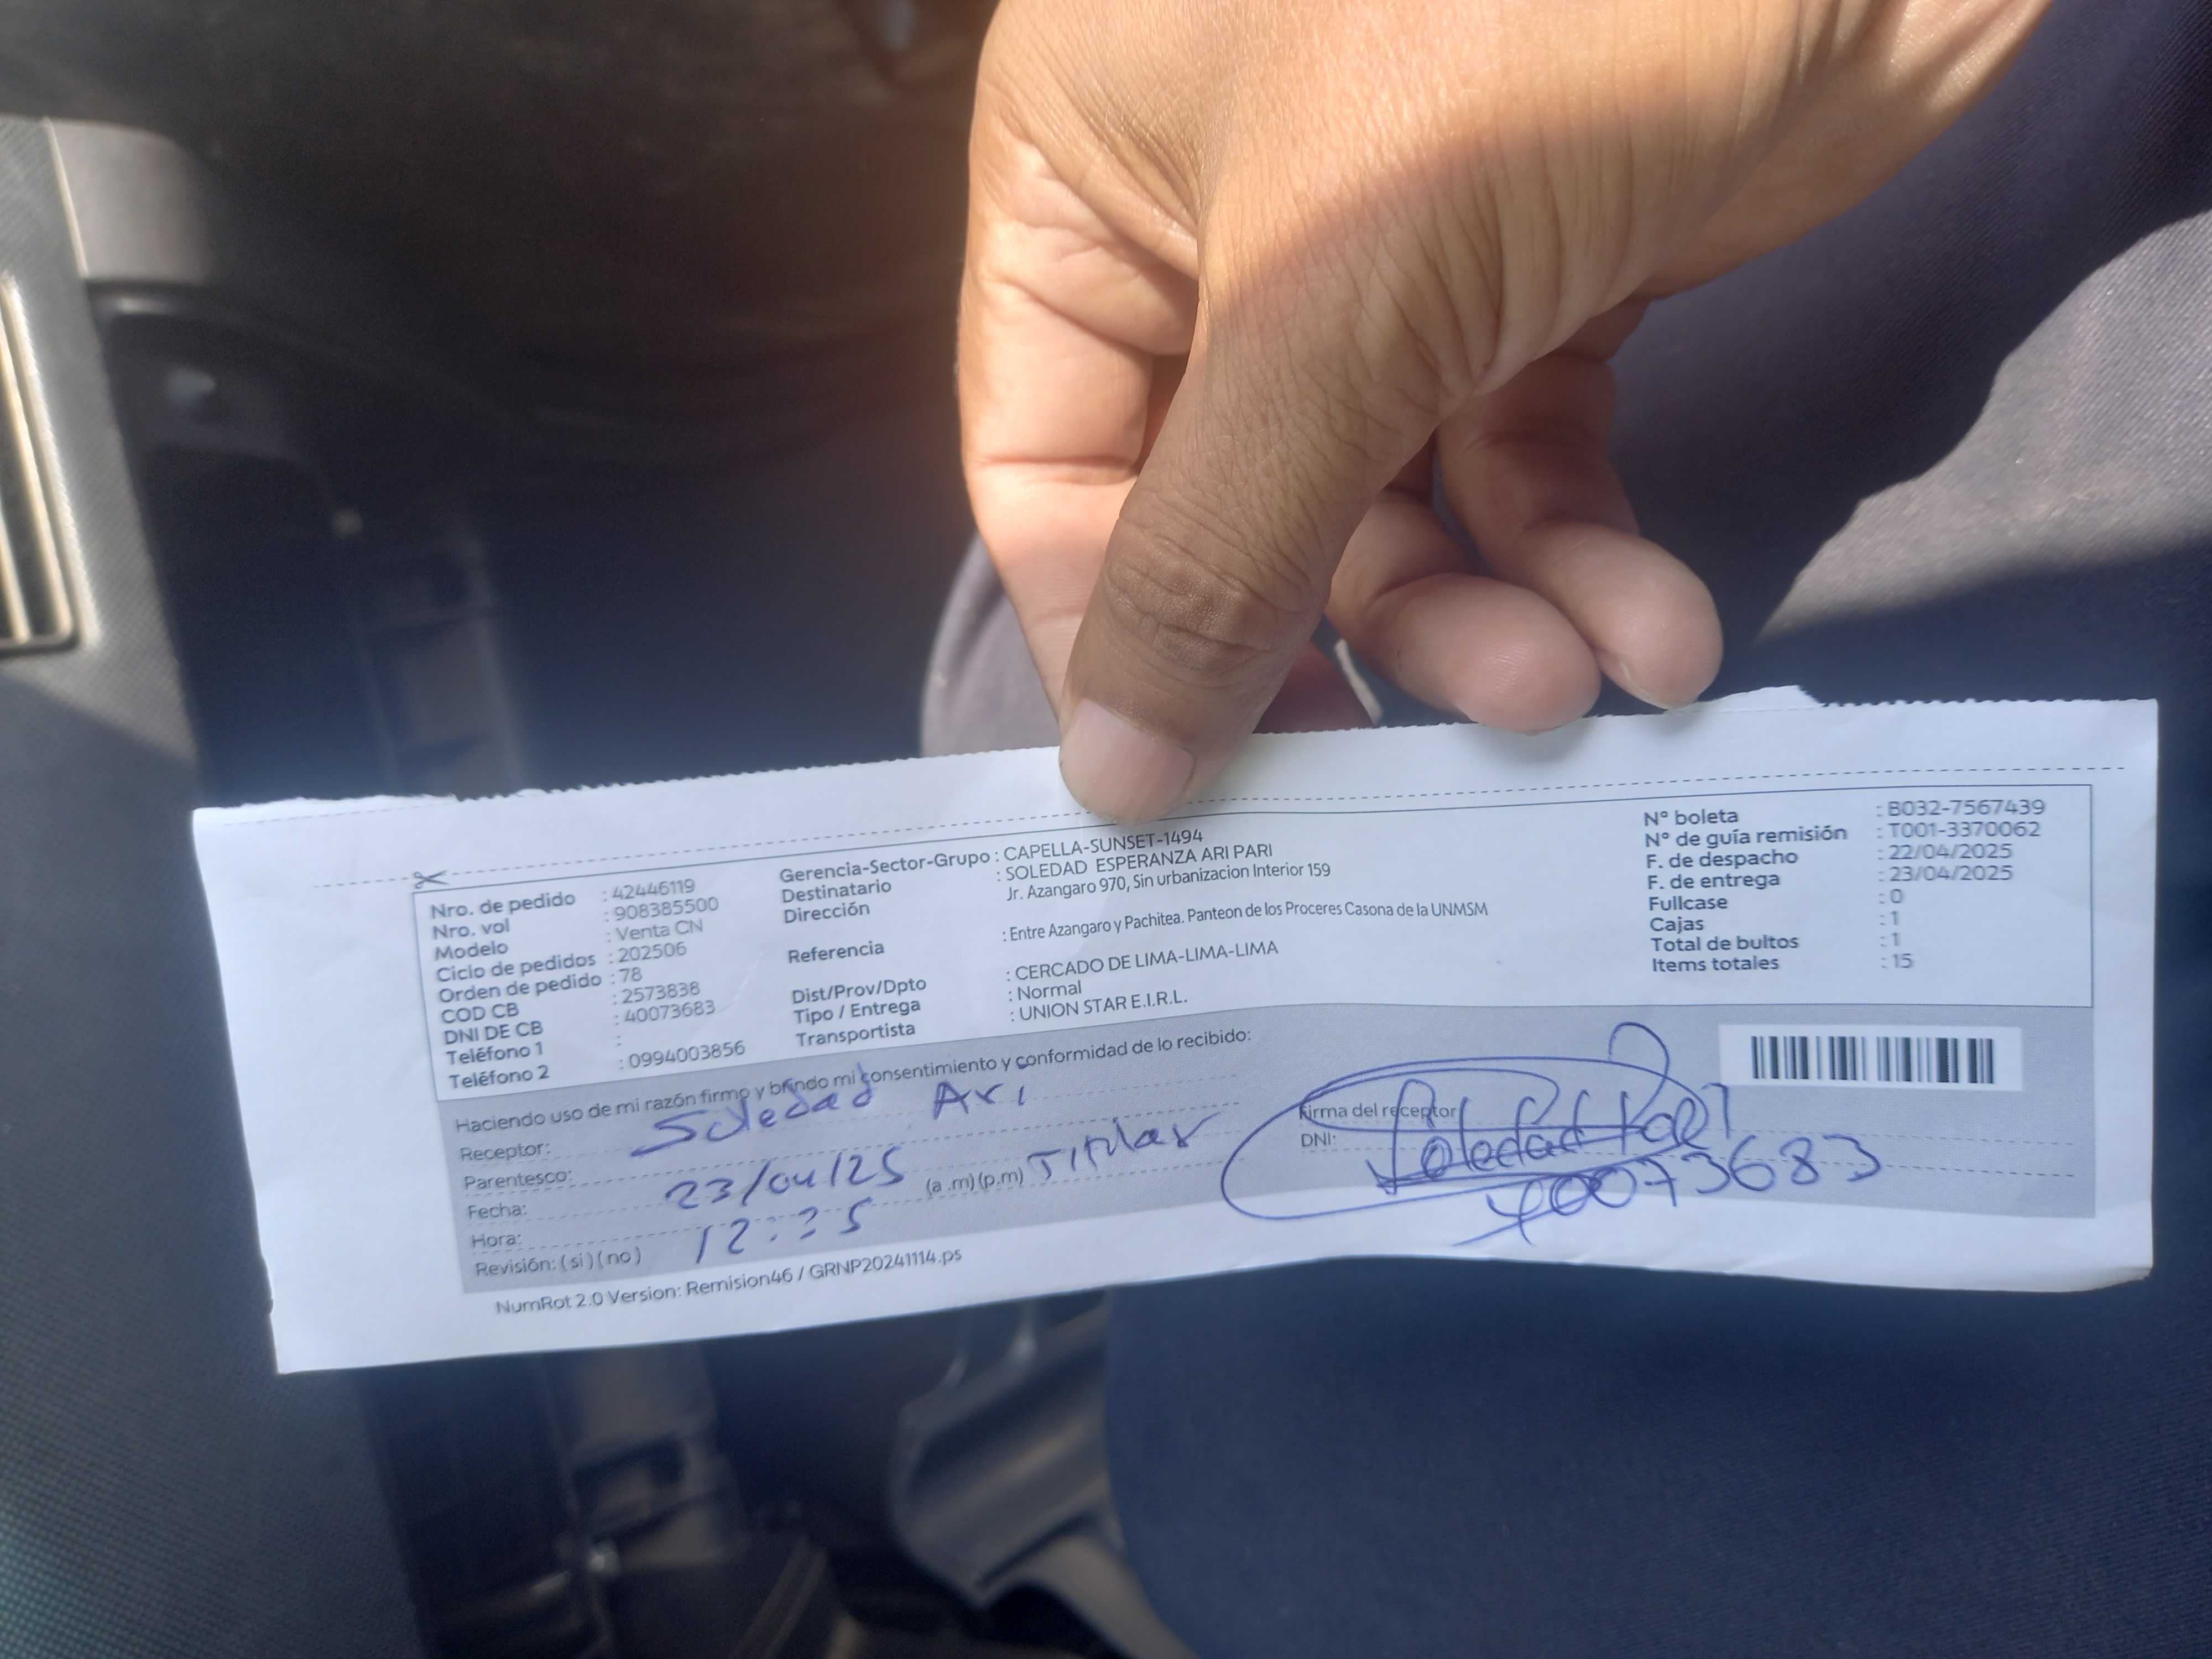 Nro. de pedido : 42446119
Nro. vol : 908385500
Modelo : Venta CN
Ciclo de pedidos : 202506
Orden de pedido : 78
COD CB : 2573838
DNI DE CB : 40073683
Teléfono 1 :
Teléfono 2 : 0994003856
Gerencia-Sector-Grupo : CAPELLA-SUNSET-1494
Destinatario : SOLEDAD ESPERANZA ARI PARI
Dirección Jr. Azangaro 970, Sin urbanizacion Interior 159
Referencia : Entre Azangaro y Pachitea. Panteon de los Proceres Casona de la UNMSM
Dist/Prov/Dpto : CERCADO DE LIMA-LIMA-LIMA
Tipo / Entrega : Normal
Transportista : UNION STAR E.I.R.L.
N° boleta : B032-7567439
N° de guía remisión : T001-3370062
F. de despacho : 22/04/2025
F. de entrega : 23/04/2025
Fullcase : 0
Cajas : 1
Total de bultos : 1
Items totales : 15
Haciendo uso de mi razón firmo y brindo mi consentimiento y conformidad de lo recibido:
Receptor: Soledad Ari
Parentesco: Titular
Fecha: 23/04/25
(a .m) (p.m)
Hora: 12:
Revisión: ( si ) ( no )
Firma del receptor
Soledad
DNI: 40073683
NumRot 2.0 Version: Remision46 / GRNP20241114.ps